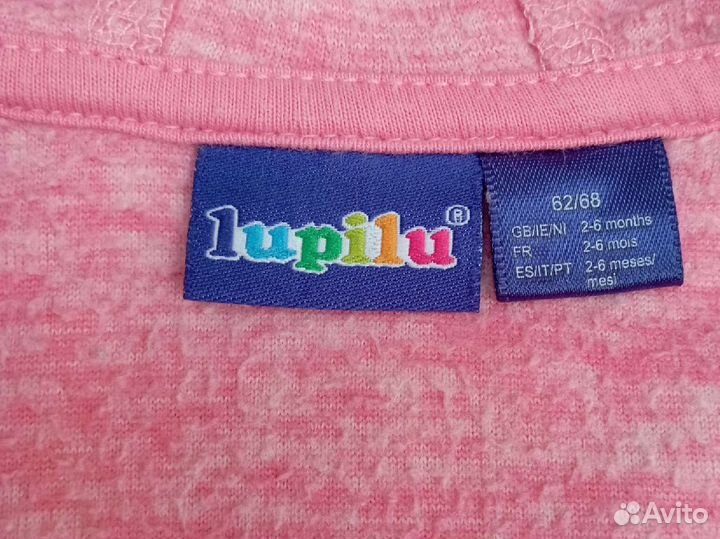 lupilu®
62/68
GB/IE/NI 2-6 months
FR 2-6 mois
ES/IT/PT 2-6 meses/
mesi
Avito